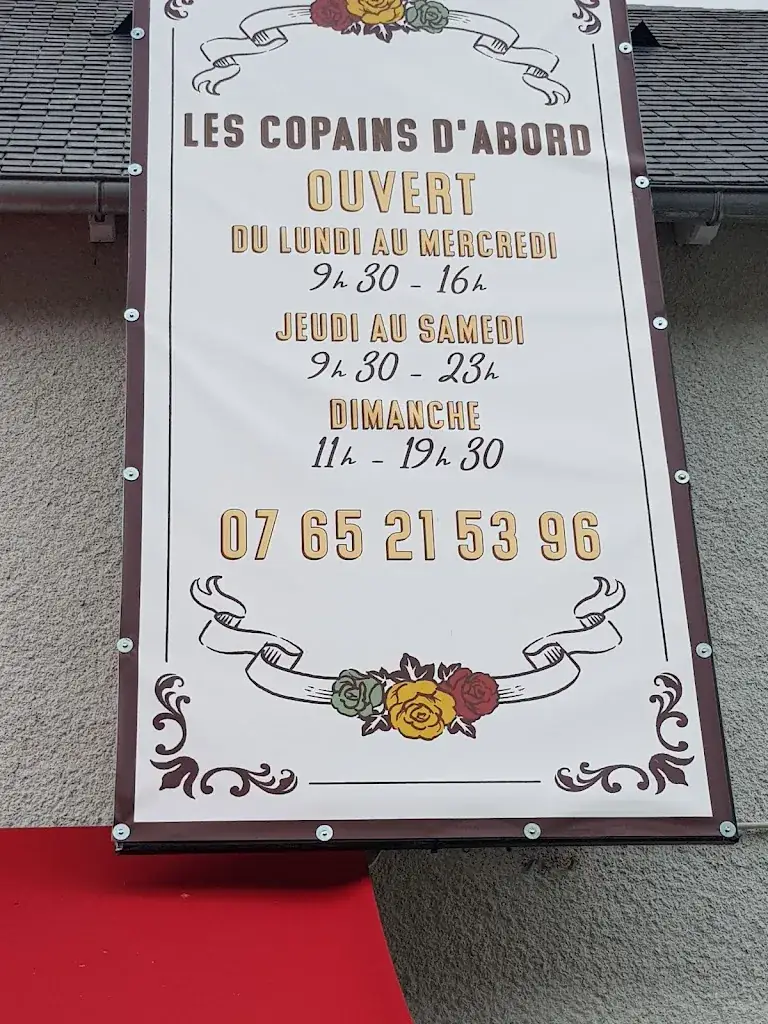 LES COPAINS D'ABORD
OUVERT
DU LUNDI AU MERCREDI
9h30 - 16h
JEUDI AU SAMEDI
9h30 - 23h
DIMANCHE
11h - 19h30
07 65 21 53 96